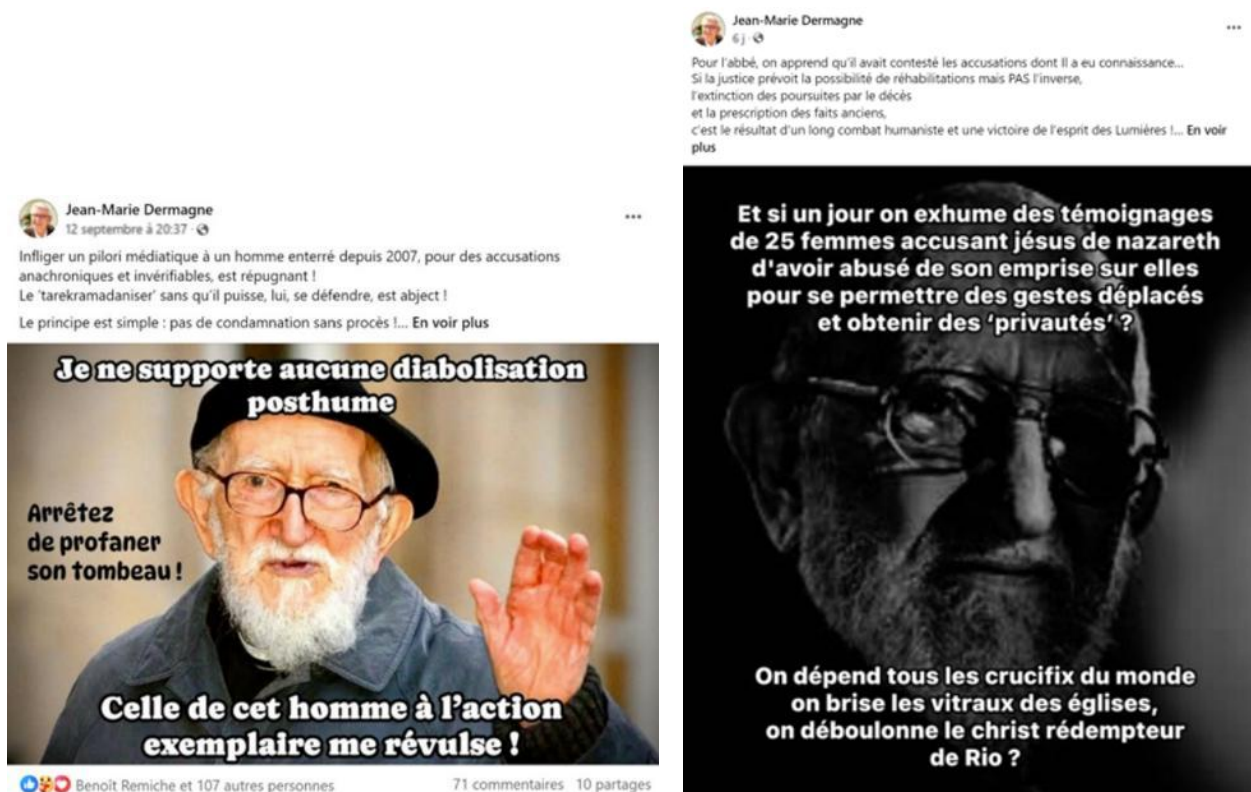 Jean-Marie Dermagne
12 septembre à 20:37
Infliger un pilori médiatique à un homme enterré depuis 2007, pour des accusations
anachroniques et invérifiables, est répugnant !
Le 'tarekramadaniser' sans qu'il puisse, lui, se défendre, est abject !
Le principe est simple : pas de condamnation sans procès !... En voir plus
Je ne supporte aucune diabolisation
posthume
Arrêtez
de profaner
son tombeau !
Celle de cet homme à l'action
exemplaire me révulse !
Benoît Remiche et 107 autres personnes
71 commentaires 10 partages
Jean-Marie Dermagne
6 j
Pour l'abbé, on apprend qu'il avait contesté les accusations dont Il a eu connaissance...
Si la justice prévoit la possibilité de réhabilitations mais PAS l'inverse,
l'extinction des poursuites par le décès
et la prescription des faits anciens,
c'est le résultat d'un long combat humaniste et une victoire de l'esprit des Lumières !... En voir
plus
Et si un jour on exhume des témoignages
de 25 femmes accusant jésus de nazareth
d'avoir abusé de son emprise sur elles
pour se permettre des gestes déplacés
et obtenir des 'privautés' ?
On dépend tous les crucifix du monde
on brise les vitraux des églises,
on déboulonne le christ rédempteur
de Rio ?